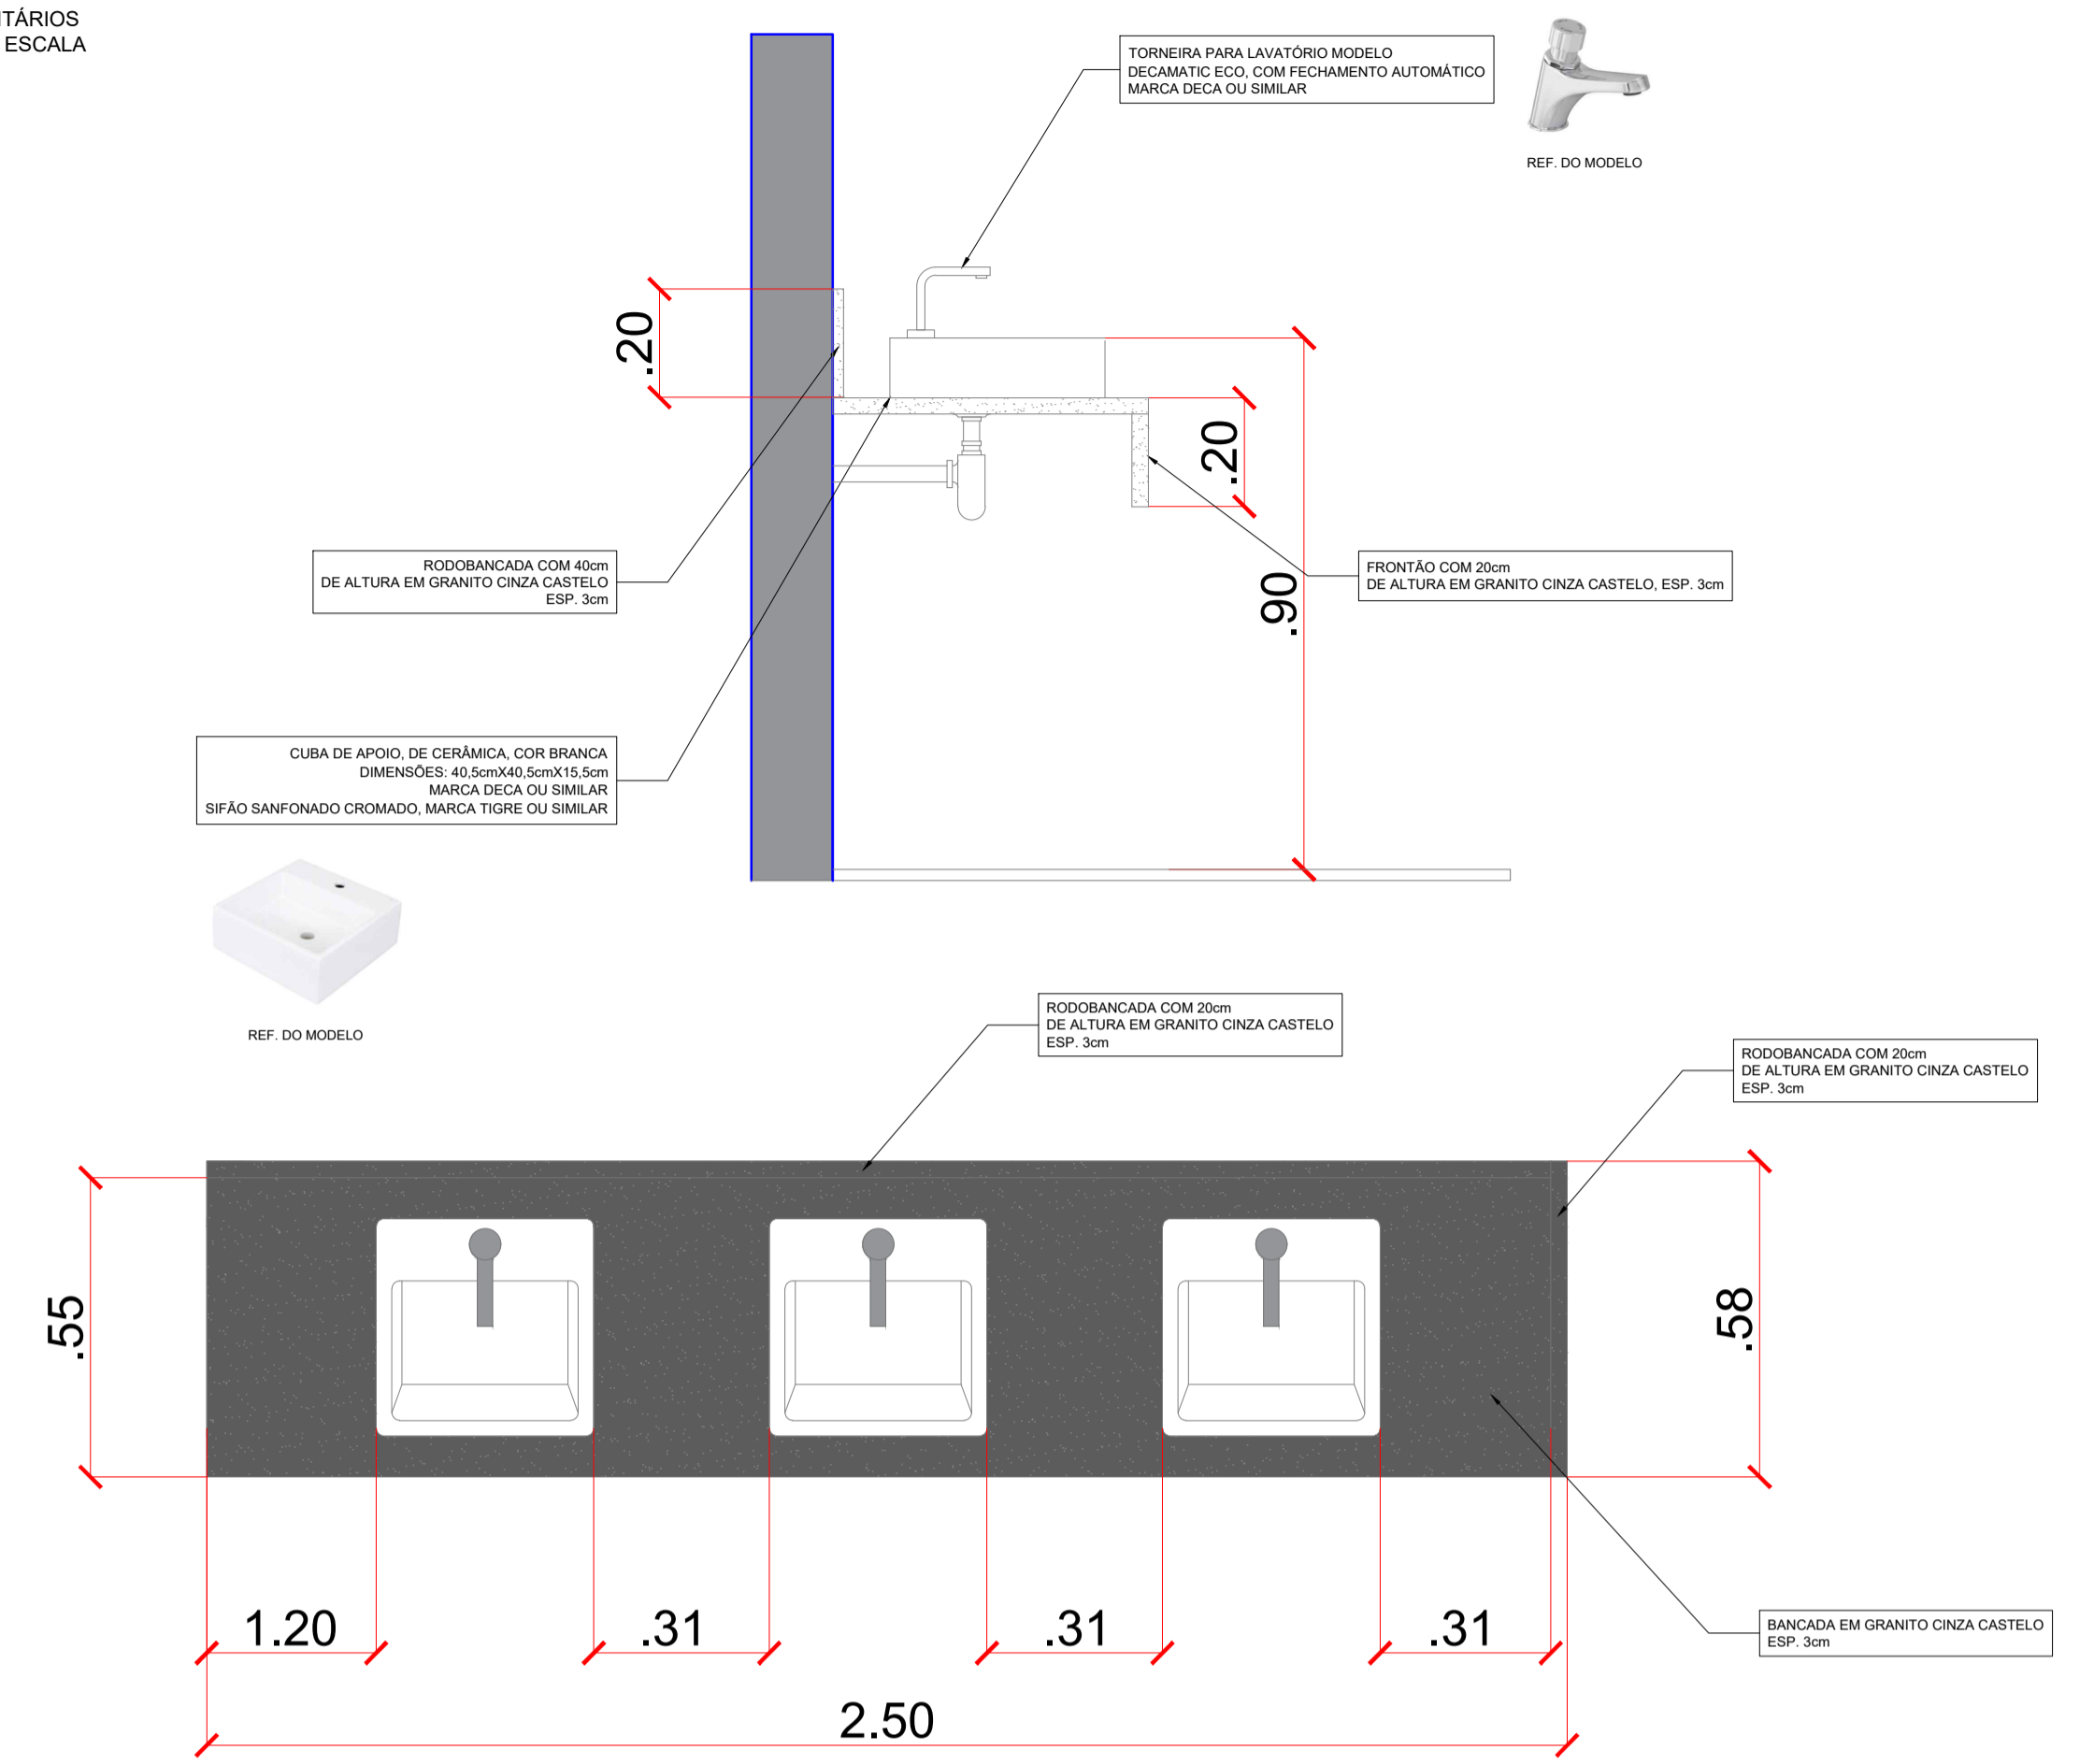 ITÁRIOS
ESCALA
TORNEIRA PARA LAVATÓRIO MODELO
DECAMATIC ECO, COM FECHAMENTO AUTOMÁTICO
MARCA DECA OU SIMILAR
REF. DO MODELO
.20
.20
.90
RODOBANCADA COM 40cm
DE ALTURA EM GRANITO CINZA CASTELO
ESP. 3cm
FRONTÃO COM 20cm
DE ALTURA EM GRANITO CINZA CASTELO, ESP. 3cm
CUBA DE APOIO, DE CERÂMICA, COR BRANCA
DIMENSÕES: 40,5cmX40,5cmX15,5cm
MARCA DECA OU SIMILAR
SIFÃO SANFONADO CROMADO, MARCA TIGRE OU SIMILAR
REF. DO MODELO
RODOBANCADA COM 20cm
DE ALTURA EM GRANITO CINZA CASTELO
ESP. 3cm
RODOBANCADA COM 20cm
DE ALTURA EM GRANITO CINZA CASTELO
ESP. 3cm
.55
.58
1.20
.31
.31
.31
BANCADA EM GRANITO CINZA CASTELO
ESP. 3cm
2.50